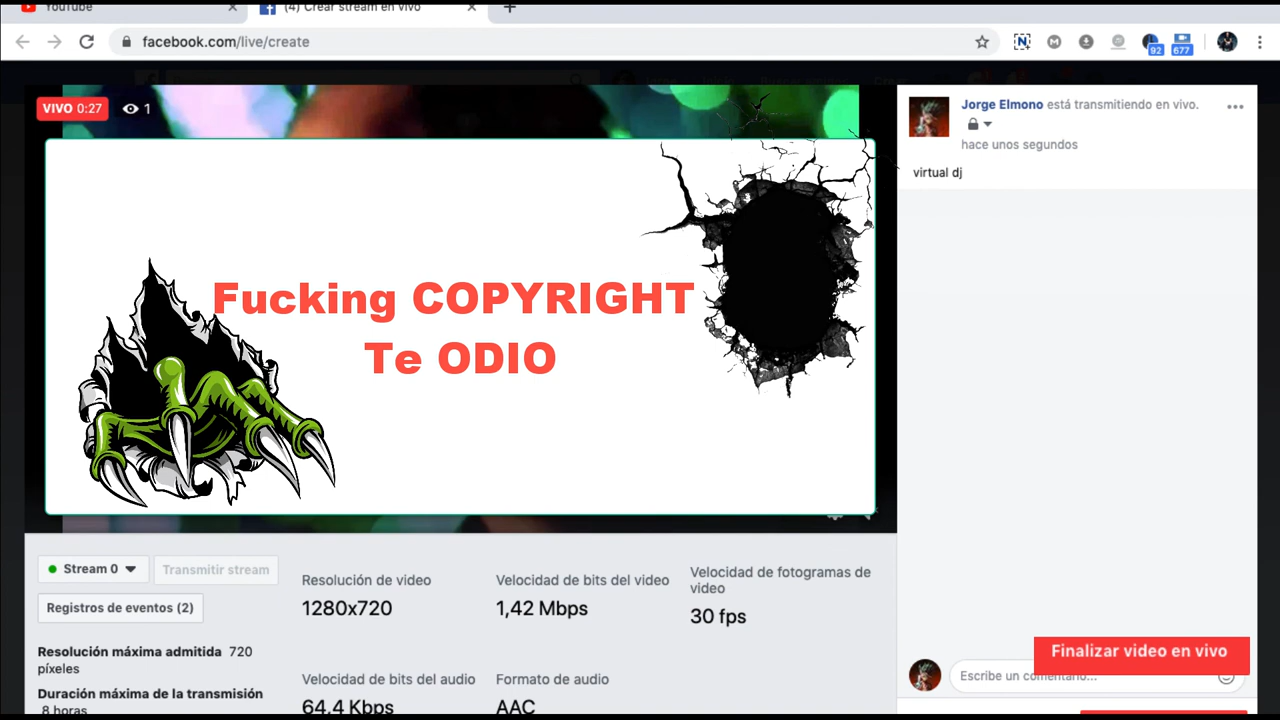 YouTube
(4) Crear stream en vivo
facebook.com/live/create
92
677
VIVO 0:27
1
Jorge Elmono está transmitiendo en vivo.
hace unos segundos
virtual dj
Fucking COPYRIGHT
Te ODIO
Stream 0
Transmitir stream
Registros de eventos (2)
Resolución máxima admitida 720
píxeles
Duración máxima de la transmisión
8 horas
Resolución de video
1280x720
Velocidad de bits del video
1,42 Mbps
Velocidad de fotogramas de
video
30 fps
Velocidad de bits del audio
64,4 Kbps
Formato de audio
AAC
Finalizar video en vivo
Escribe un comentario...